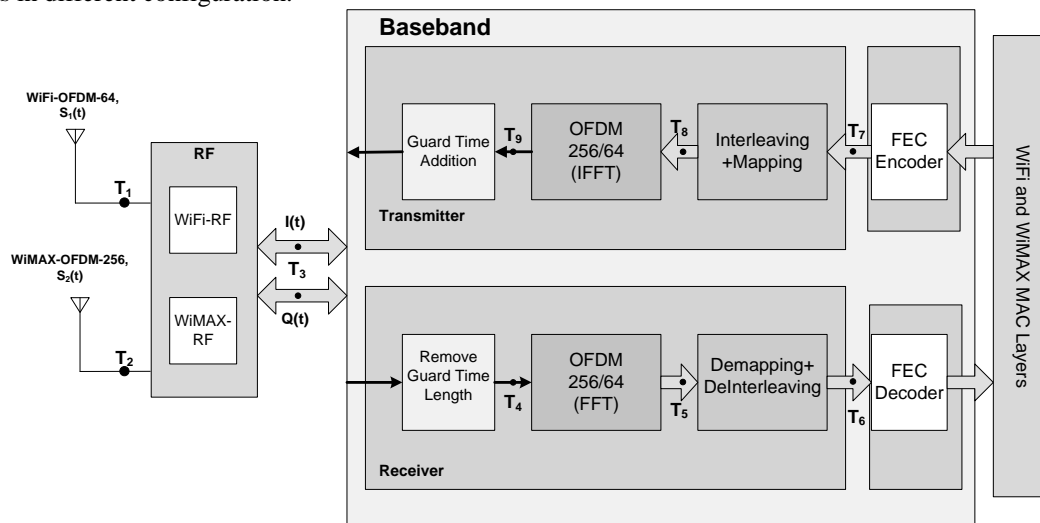 s in different configuration.
Baseband
WiFi-OFDM-64,
S1(t)
T1
RF
WiFi-RF
WiMAX-OFDM-256,
S2(t)
T2
WiMAX-
RF
I(t)
T3
Q(t)
Guard Time
Addition
T9
OFDM
256/64
(IFFT)
T8
Interleaving
+Mapping
T7
FEC
Encoder
Transmitter
Remove
Guard Time
Length
T4
OFDM
256/64
(FFT)
T5
Demapping+
DeInterleaving
T6
FEC
Decoder
Receiver
WiFi and WiMAX MAC Layers